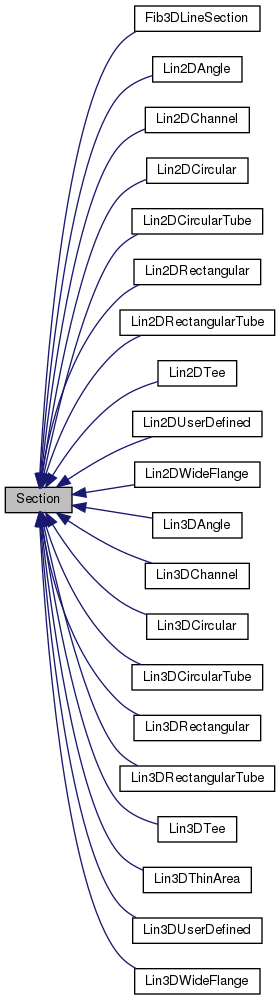 Fib3DLineSection
Lin2DAngle
Lin2DChannel
Lin2DCircular
Lin2DCircularTube
Lin2DRectangular
Lin2DRectangularTube
Lin2DTee
Lin2DUserDefined
Lin2DWideFlange
Section
Lin3DAngle
Lin3DChannel
Lin3DCircular
Lin3DCircularTube
Lin3DRectangular
Lin3DRectangularTube
Lin3DTee
Lin3DThinArea
Lin3DUserDefined
Lin3DWideFlange